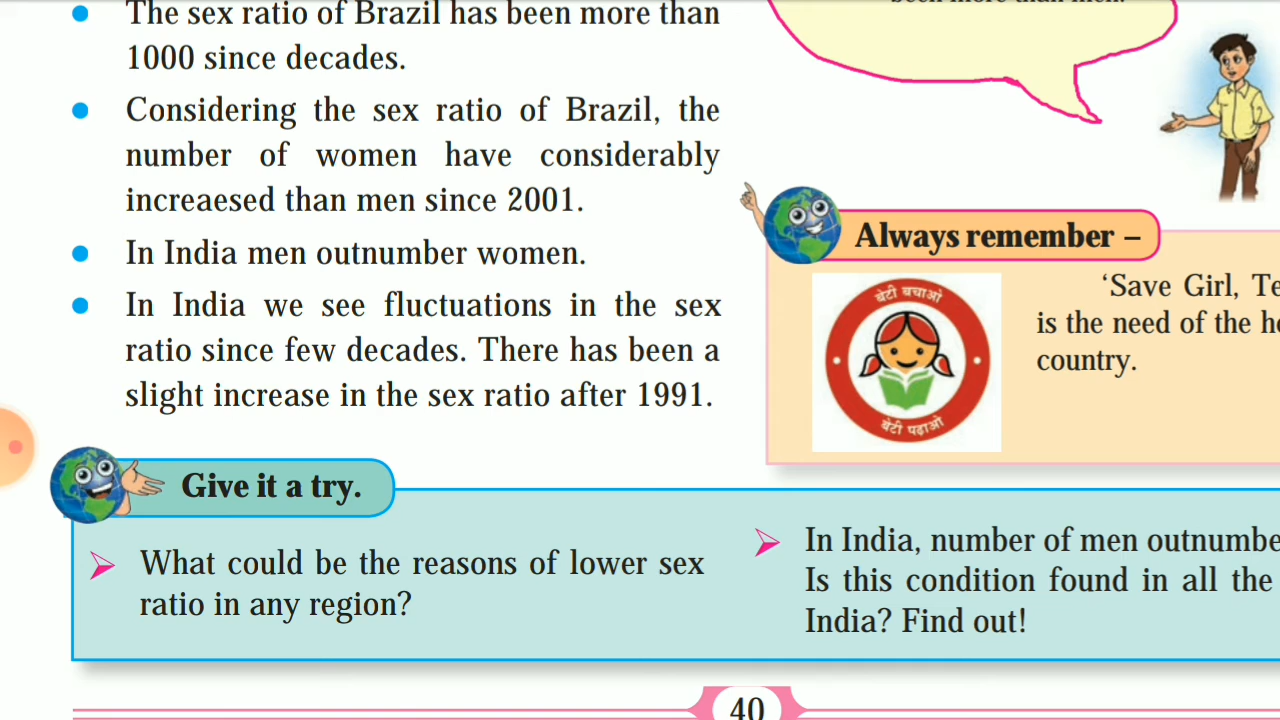 The sex ratio of Brazil has been more than
1000 since decades.
Considering the sex ratio of Brazil, the
number of women have considerably
increaesed than men since 2001.
In India men outnumber women.
In India we see fluctuations in the sex
ratio since few decades. There has been a
slight increase in the sex ratio after 1991.
been more than men.
Always remember –
बेटी बचाओ
बेटी पढ़ाओ
‘Save Girl, Te
is the need of the
country.
Give it a try.
What could be the reasons of lower sex
ratio in any region?
In India, number of men outnumbe
Is this condition found in all the
India? Find out!
40